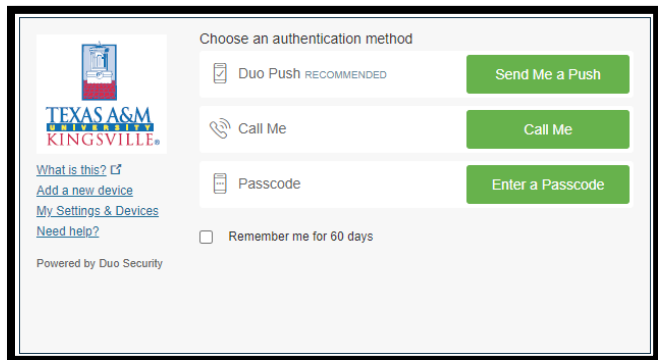 Choose an authentication method
Duo Push RECOMMENDED
Send Me a Push
Call Me
Call Me
Passcode
Enter a Passcode
Remember me for 60 days
TEXAS A&M
UNIVERSITY
KINGSVILLE®
What is this?
Add a new device
My Settings & Devices
Need help?
Powered by Duo Security